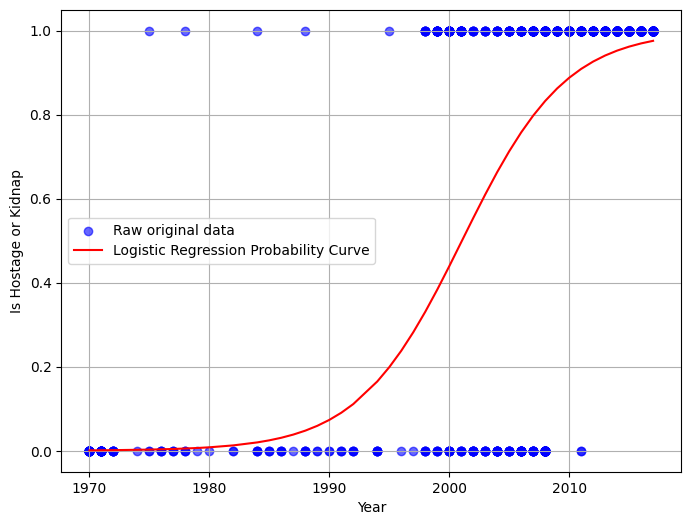 1.0
0.8
0.6
0.4
0.2
0.0
Is Hostage or Kidnap
Raw original data
Logistic Regression Probability Curve
1970 1980 1990 2000 2010
Year